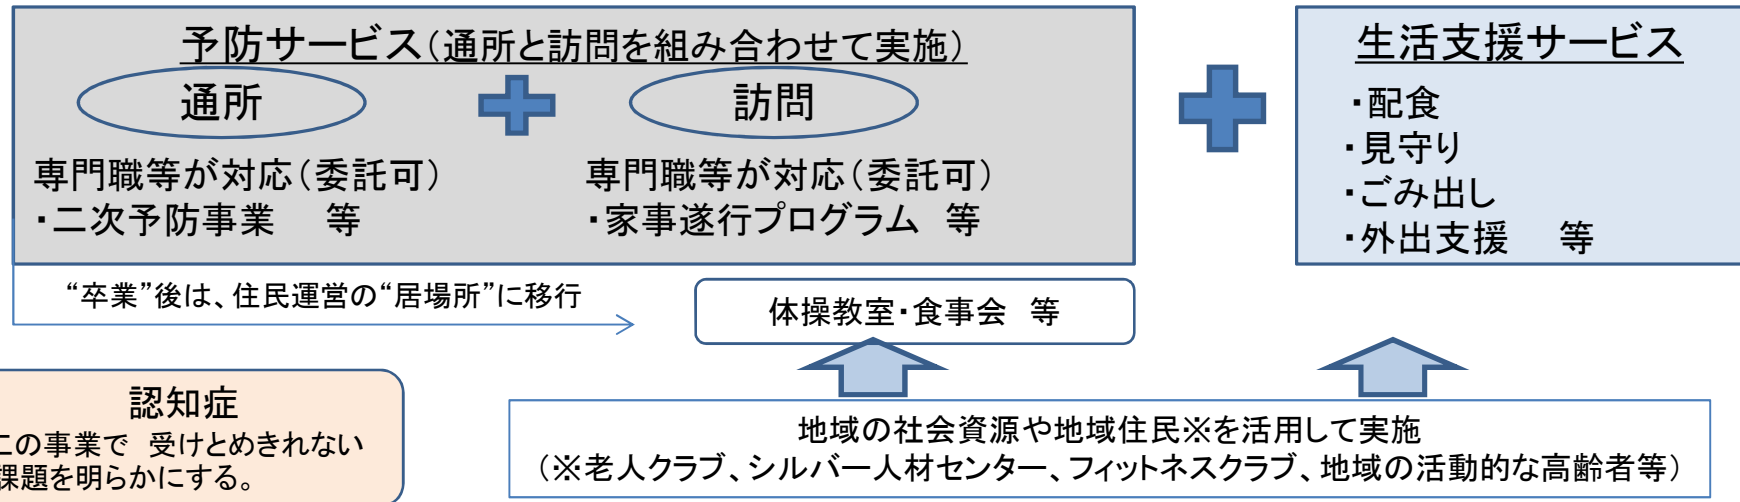 予防サービス(通所と訪問を組み合わせて実施)
通所
訪問
専門職等が対応(委託可)
・二次予防事業 等
専門職等が対応(委託可)
・家事遂行プログラム 等
生活支援サービス
・配食
・見守り
・ごみ出し
・外出支援 等
“卒業”後は、住民運営の“居場所”に移行
体操教室・食事会 等
認知症
この事業で 受けとめきれない
課題を明らかにする。
地域の社会資源や地域住民※を活用して実施
(※老人クラブ、シルバー人材センター、フィットネスクラブ、地域の活動的な高齢者等)